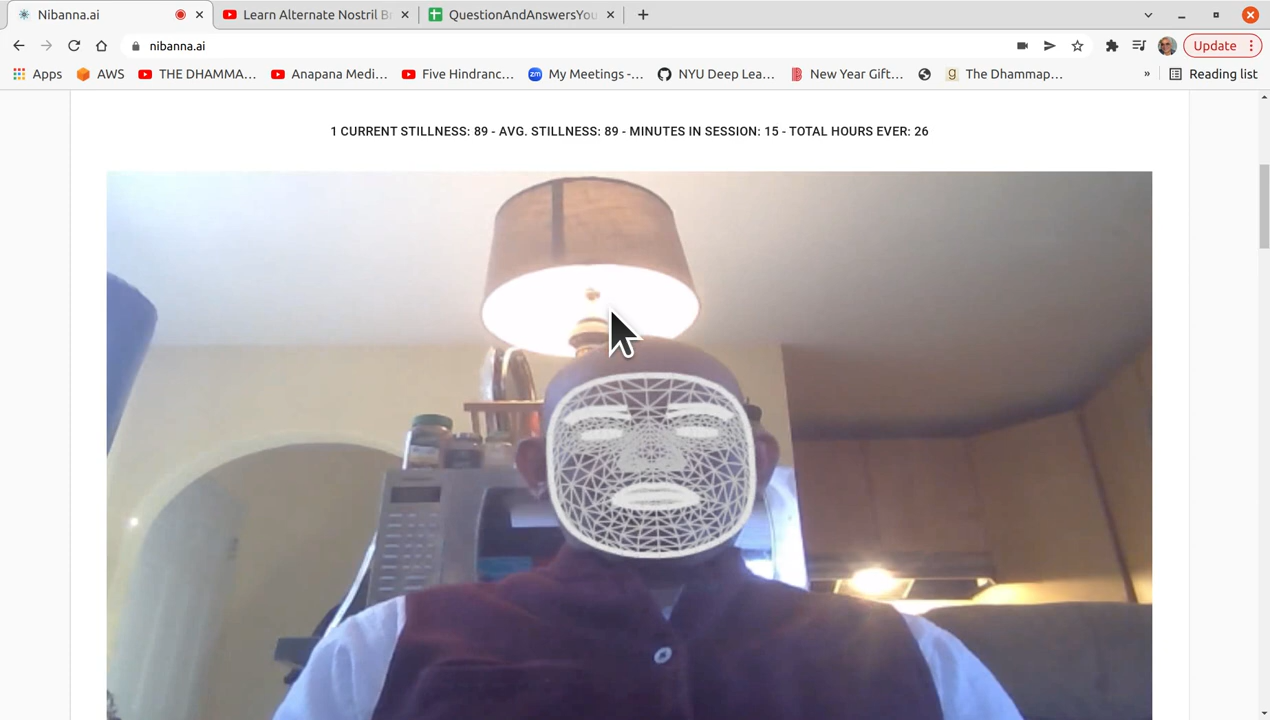 Nibanna.ai
Learn Alternate Nostril B
QuestionAndAnswersYou
nibanna.ai
Update
Apps
AWS
THE DHAMMA...
Anapana Medi...
Five Hindranc...
zm
My Meetings -...
NYU Deep Lea...
New Year Gift...
g
The Dhammap...
»
Reading list
1 CURRENT STILLNESS: 89 - AVG. STILLNESS: 89 - MINUTES IN SESSION: 15 - TOTAL HOURS EVER: 26